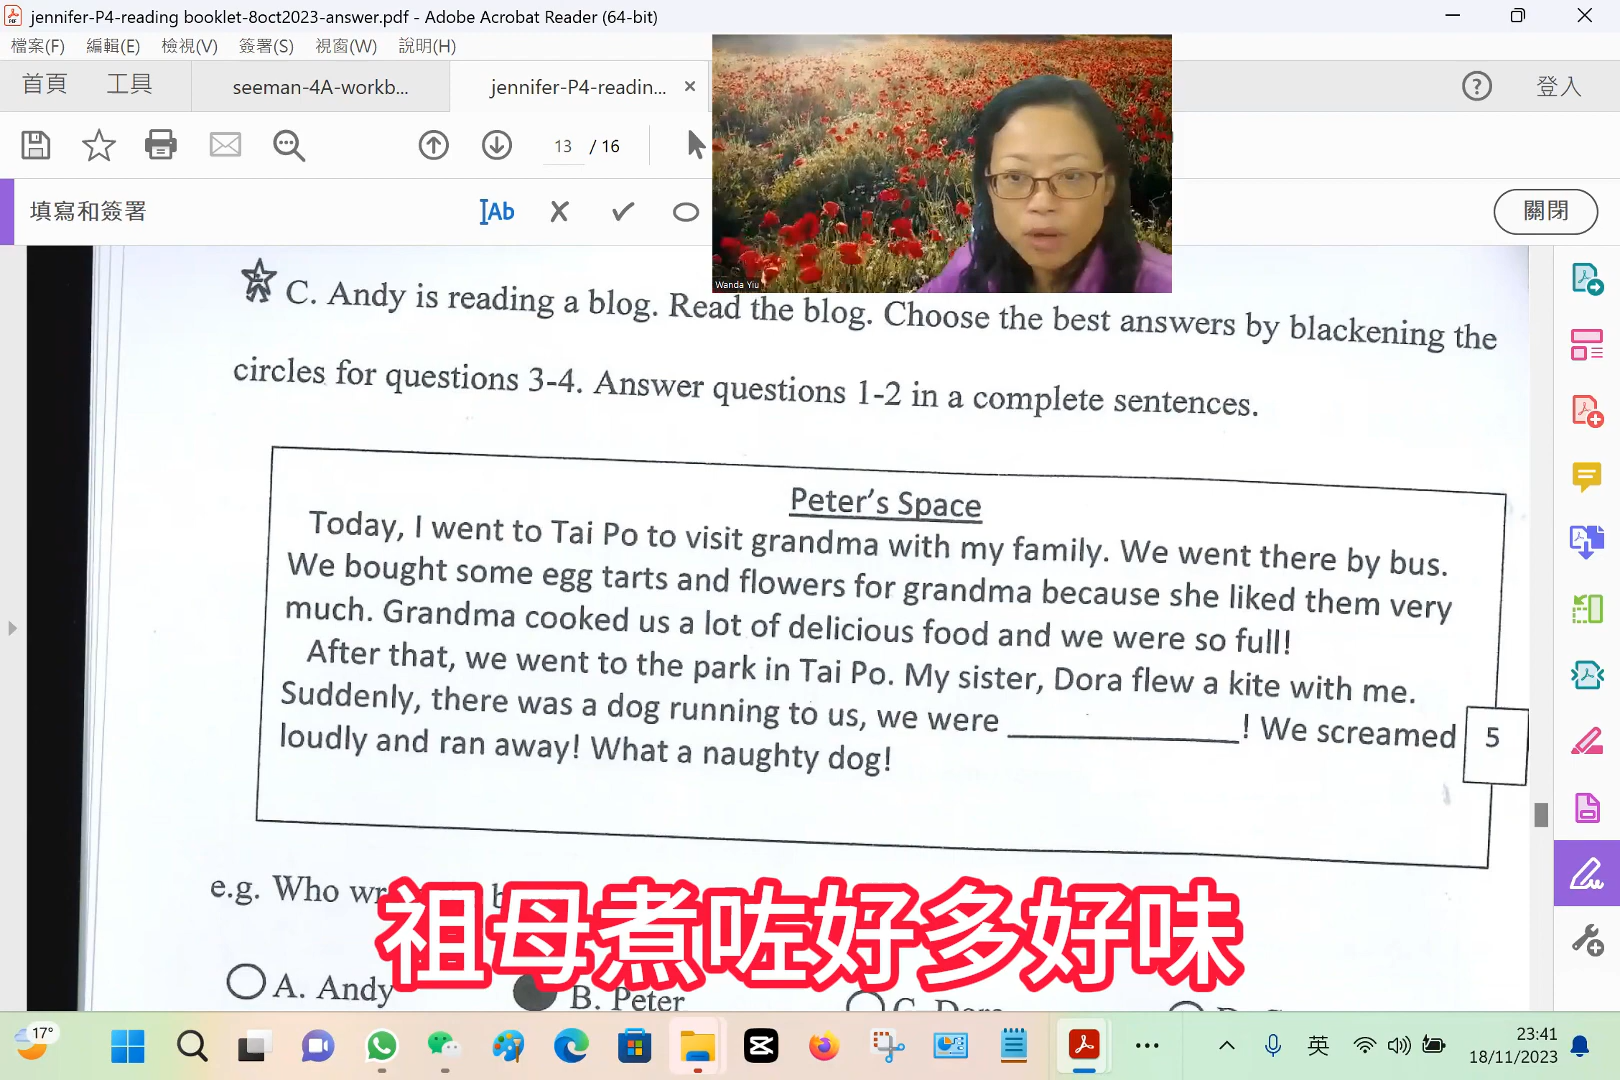 jennifer-P4-reading booklet-8oct2023-answer.pdf - Adobe Acrobat Reader (64-bit)
檔案(F) 編輯(E) 檢視(V) 簽署(S) 視窗(W) 說明(H)
首頁 工具 seeman-4A-workb... jennifer-P4-readin... 登入
13 / 16
填寫和簽署 Ab 關閉
Wanda Yiu
C. Andy is reading a blog. Read the blog. Choose the best answers by blackening the
circles for questions 3-4. Answer questions 1-2 in a complete sentences.
Peter's Space
Today, I went to Tai Po to visit grandma with my family. We went there by bus.
We bought some egg tarts and flowers for grandma because she liked them very
much. Grandma cooked us a lot of delicious food and we were so full!
After that, we went to the park in Tai Po. My sister, Dora flew a kite with me.
Suddenly, there was a dog running to us, we were ____________! We screamed
loudly and ran away! What a naughty dog!
5
e.g. Who
祖母煮咗好多好味
A. Andy B. Peter C. Dora
17°
英
23:41
18/11/2023